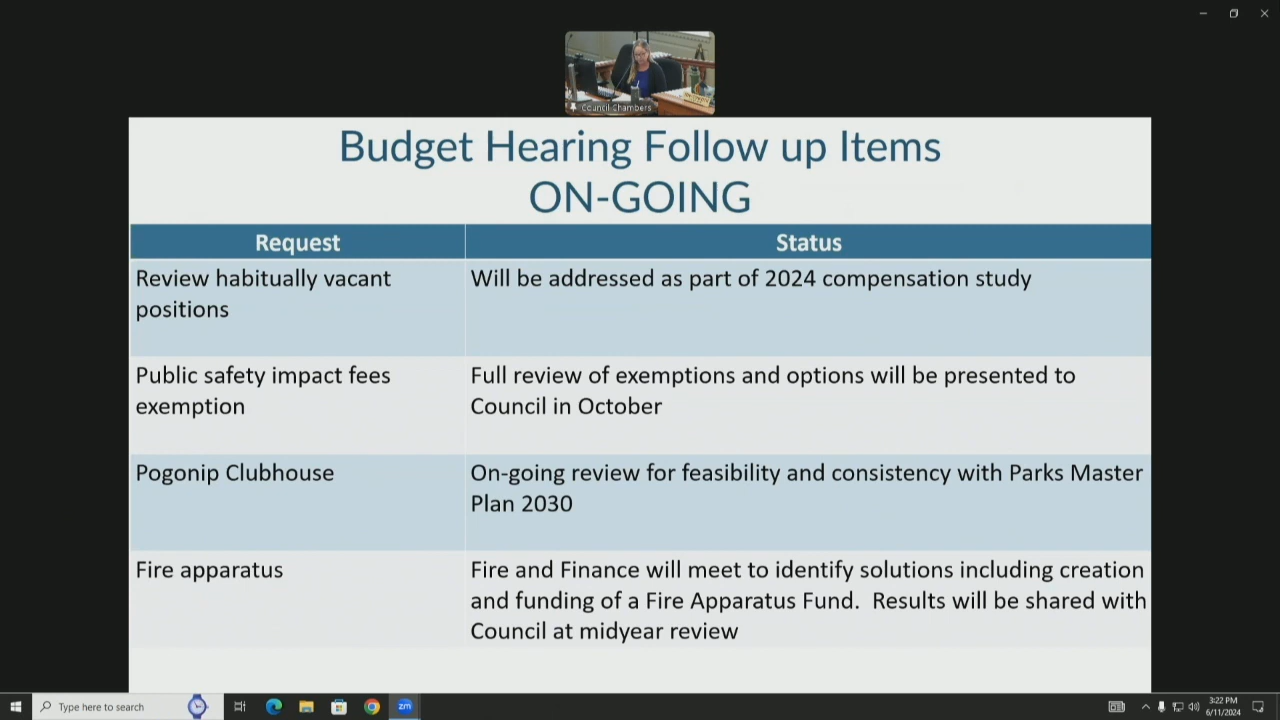 Council Chambers
Budget Hearing Follow up Items
ON-GOING
Request
Status
Review habitually vacant
positions
Will be addressed as part of 2024 compensation study
Public safety impact fees
exemption
Full review of exemptions and options will be presented to
Council in October
Pogonip Clubhouse
On-going review for feasibility and consistency with Parks Master
Plan 2030
Fire apparatus
Fire and Finance will meet to identify solutions including creation
and funding of a Fire Apparatus Fund.  Results will be shared with
Council at midyear review
Type here to search
zm
3:22 PM
6/11/2024